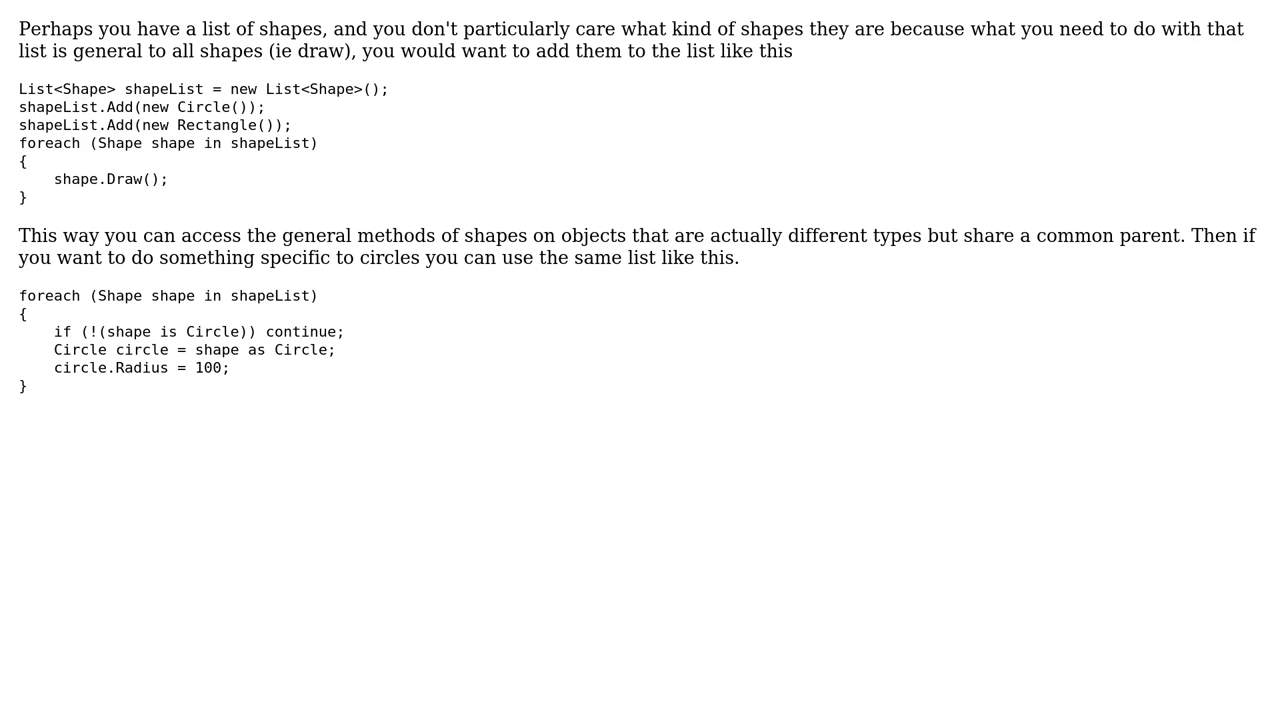 Perhaps you have a list of shapes, and you don't particularly care what kind of shapes they are because what you need to do with that
list is general to all shapes (ie draw), you would want to add them to the list like this
List<Shape> shapeList = new List<Shape>();
shapeList.Add(new Circle());
shapeList.Add(new Rectangle());
foreach (Shape shape in shapeList)
{
    shape.Draw();
}
This way you can access the general methods of shapes on objects that are actually different types but share a common parent. Then if
you want to do something specific to circles you can use the same list like this.
foreach (Shape shape in shapeList)
{
    if (!(shape is Circle)) continue;
    Circle circle = shape as Circle;
    circle.Radius = 100;
}